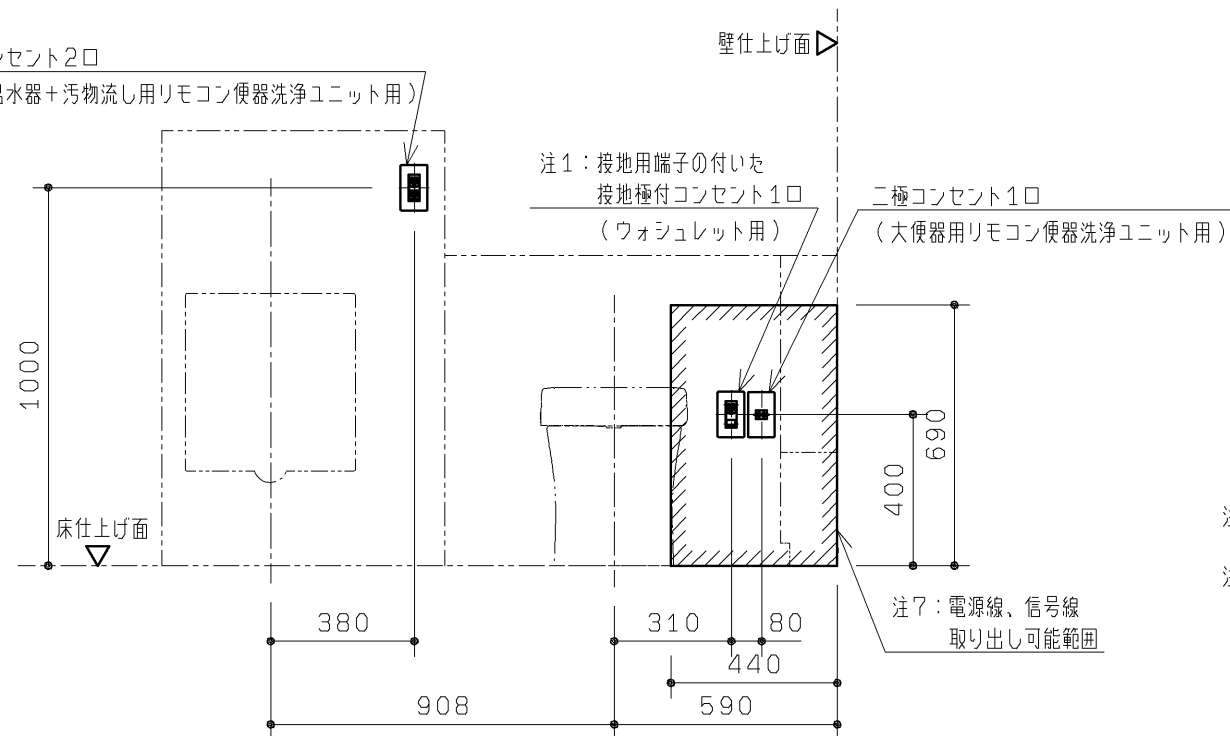 壁仕上げ面
ンセント2口
水器＋汚物流し用リモコン便器洗浄ユニット用）
注1：接地用端子の付いた
接地極付コンセント1口
（ウォシュレット用）
二極コンセント1口
（大便器用リモコン便器洗浄ユニット用）
1000
690
400
床仕上げ面
注7：電源線、信号線
取り出し可能範囲
380
310
80
440
908
590